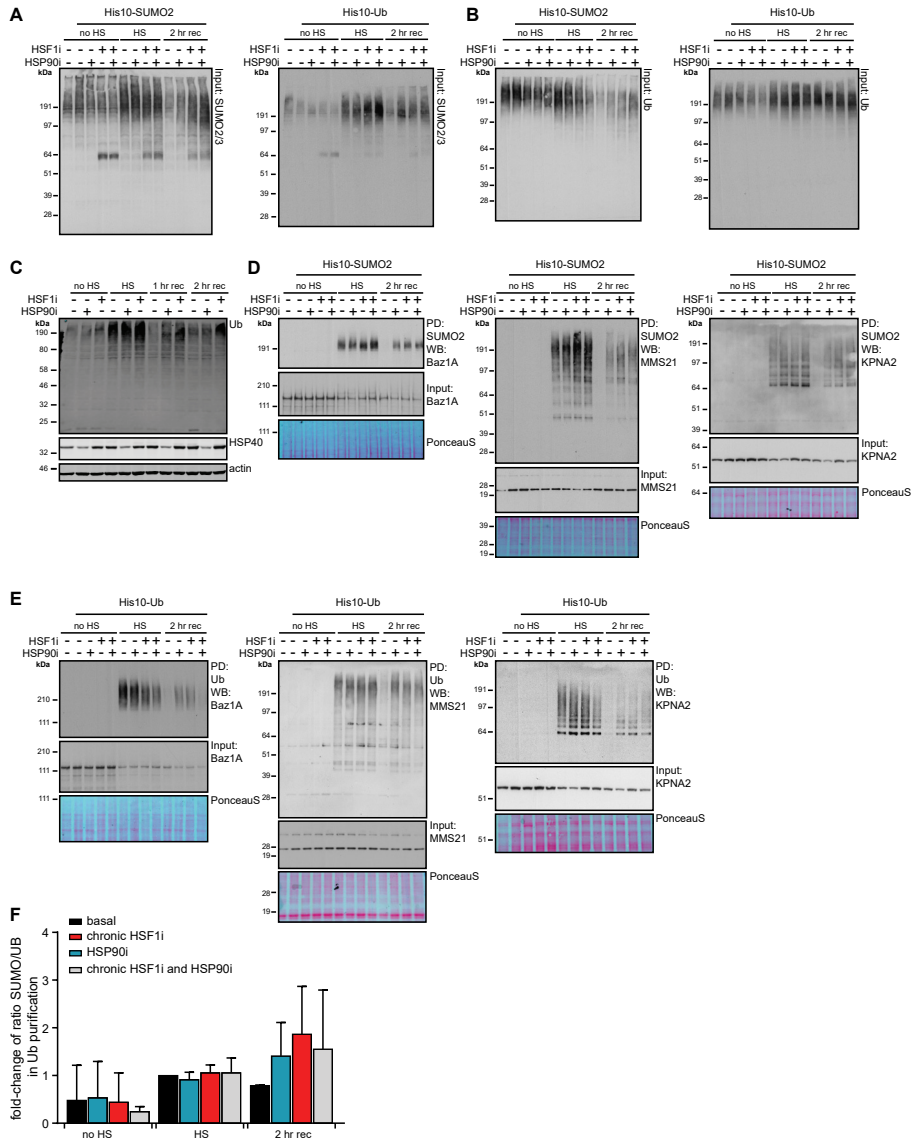 A
His10-SUMO2
no HS HS 2 hr rec
HSF1i - - - + + - - + + - - + +
HSP90i - - + - + - + - + - + - +
kDa
191
97
64
51
39
28
Input: SUMO2/3
His10-Ub
no HS HS 2 hr rec
kDa
191
97
64
51
39
28
Input: SUMO2/3
B
His10-SUMO2
no HS HS 2 hr rec
HSF1i
HSP90i
kDa
191
97
64
51
39
28
Input: Ub
His10-Ub
no HS HS 2 hr rec
kDa
191
97
64
51
39
28
Input: Ub
C
no HS HS 1 hr rec 2 hr rec
HSF1i
HSP90i
kDa
190
80
58
46
32
25
Ub
32
HSP40
46
actin
D
His10-SUMO2
no HS HS 2 hr rec
HSF1i
HSP90i
kDa
191
PD:
SUMO2
WB:
Baz1A
210
111
Input:
Baz1A
111
PonceauS
His10-SUMO2
no HS HS 2 hr rec
HSF1i
HSP90i
kDa
191
97
64
51
PD:
SUMO2
WB:
MMS21
28
19
Input:
MMS21
39
28
19
PonceauS
His10-SUMO2
no HS HS 2 hr rec
HSF1i
HSP90i
kDa
191
97
64
51
PD:
SUMO2
WB:
KPNA2
64
51
Input:
KPNA2
64
PonceauS
E
His10-Ub
no HS HS 2 hr rec
HSF1i
HSP90i
kDa
210
111
PD:
Ub
WB:
Baz1A
210
111
Input:
Baz1A
111
PonceauS
His10-Ub
no HS HS 2 hr rec
HSF1i
HSP90i
kDa
191
97
64
51
39
28
PD:
Ub
WB:
MMS21
28
19
Input:
MMS21
28
19
PonceauS
His10-Ub
no HS HS 2 hr rec
HSF1i
HSP90i
kDa
191
97
64
PD:
Ub
WB:
KPNA2
51
Input:
KPNA2
51
PonceauS
F
basal
chronic HSF1i
HSP90i
chronic HSF1i and HSP90i
fold-change of ratio SUMO/UB
in Ub purification
4
3
2
1
0
no HS HS 2 hr rec